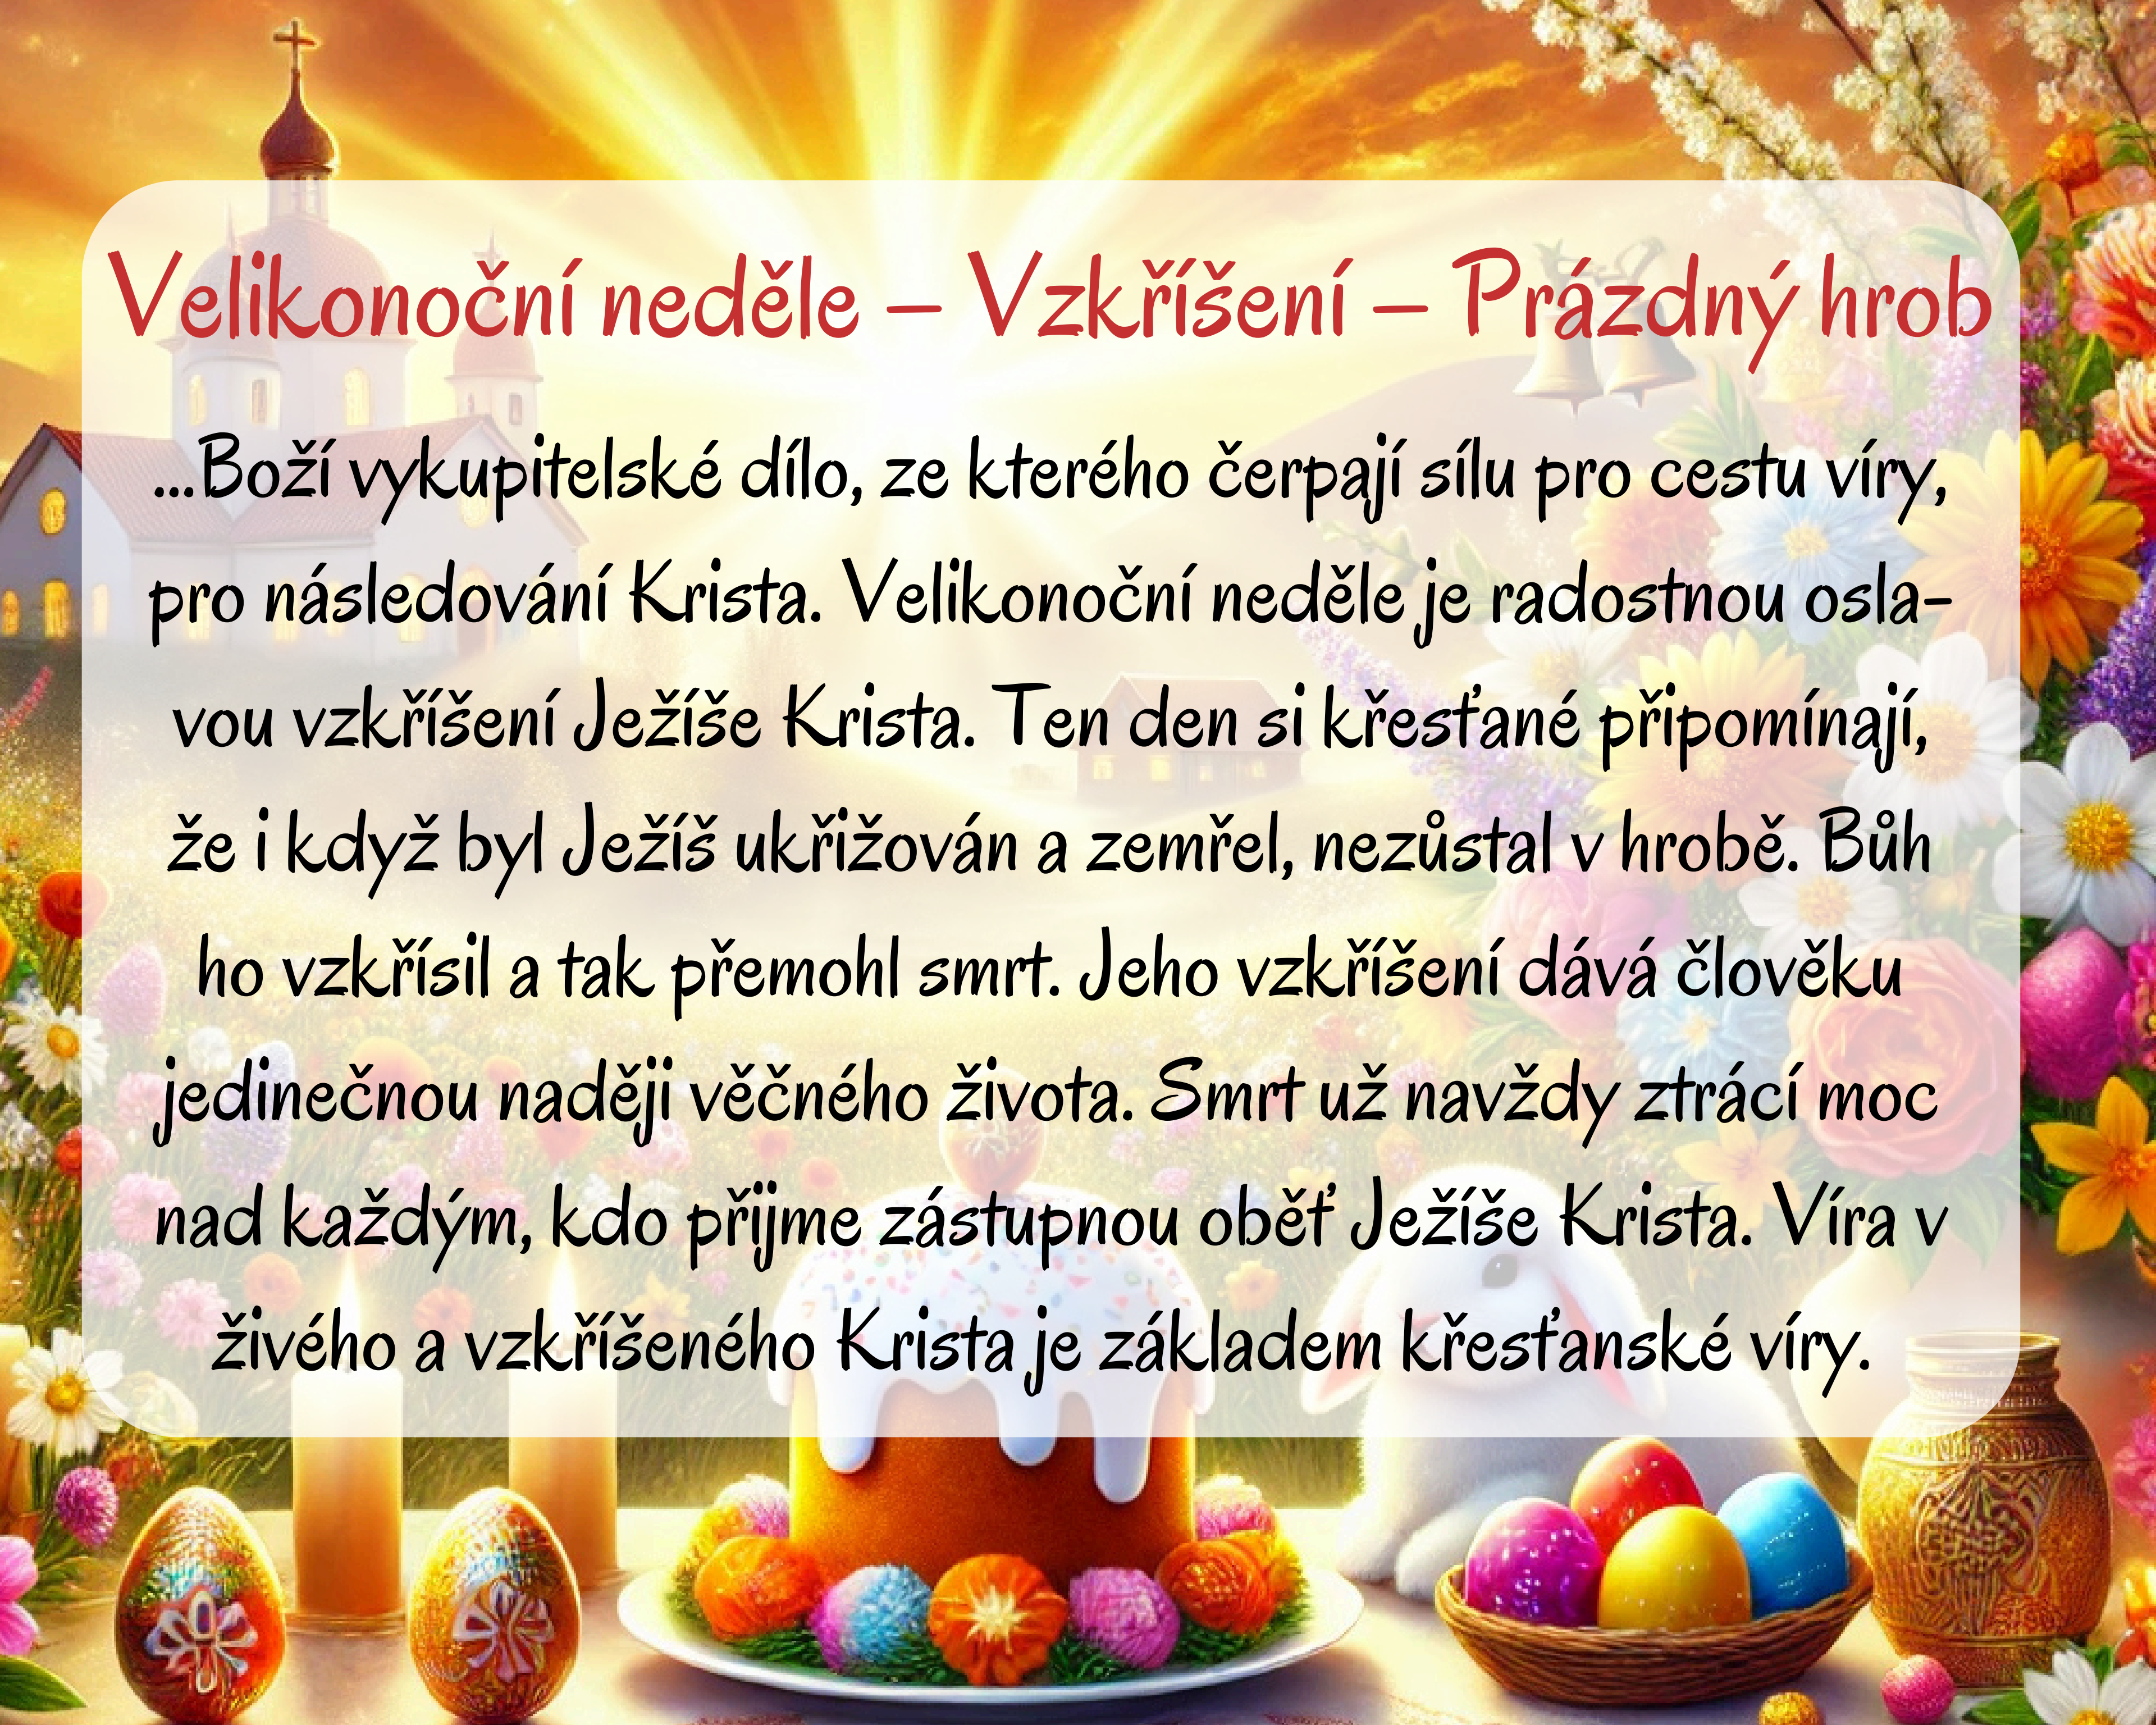 Velikonoční neděle – Vzkříšení – Prázdný hrob
...Boží vykupitelské dílo, ze kterého čerpají sílu pro cestu víry,
pro následování Krista. Velikonoční neděle je radostnou osla-
vou vzkříšení Ježíše Krista. Ten den si křesťané připomínají,
že i když byl Ježíš ukřižován a zemřel, nezůstal v hrobě. Bůh
ho vzkřísil a tak přemohl smrt. Jeho vzkříšení dává člověku
jedinečnou naději věčného života. Smrt už navždy ztrácí moc
nad každým, kdo přijme zástupnou oběť Ježíše Krista. Víra v
živého a vzkříšeného Krista je základem křesťanské víry.